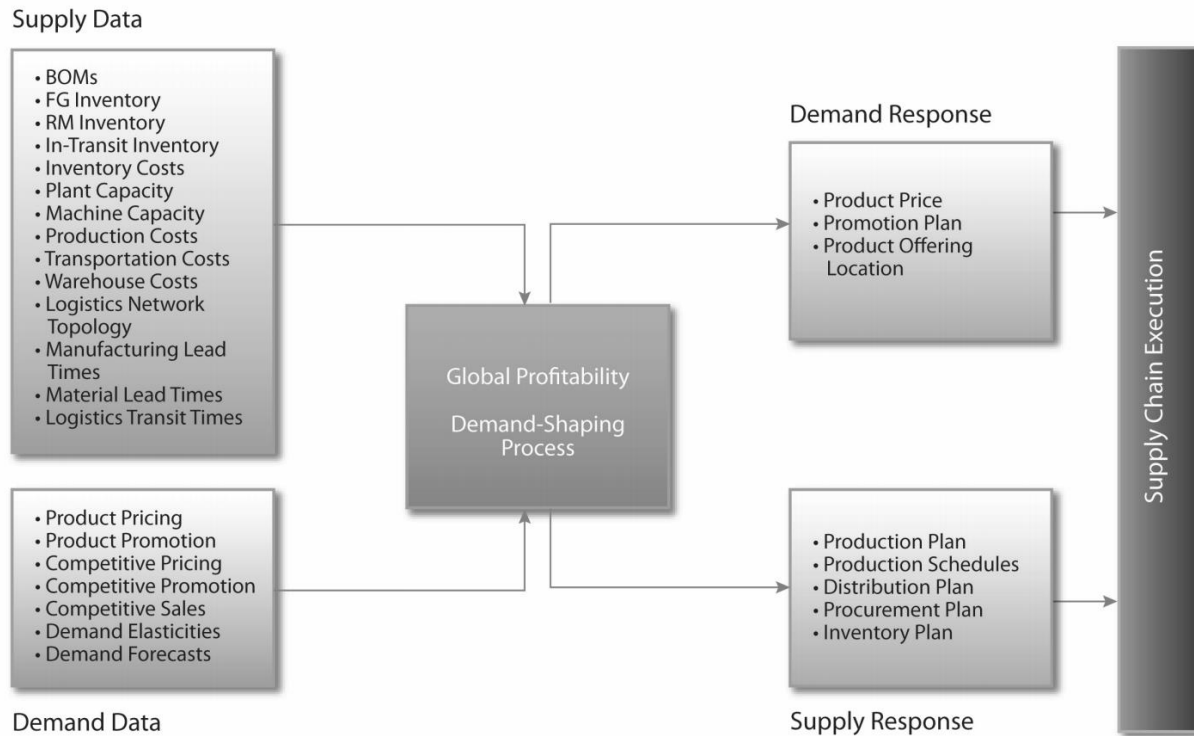 Supply Data
• BOMs
• FG Inventory
• RM Inventory
• In-Transit Inventory
• Inventory Costs
• Plant Capacity
• Machine Capacity
• Production Costs
• Transportation Costs
• Warehouse Costs
• Logistics Network
Topology
• Manufacturing Lead
Times
• Material Lead Times
• Logistics Transit Times
• Product Pricing
• Product Promotion
• Competitive Pricing
• Competitive Promotion
• Competitive Sales
• Demand Elasticities
• Demand Forecasts
Demand Data
Global Profitability
Demand-Shaping
Process
Demand Response
• Product Price
• Promotion Plan
• Product Offering
Location
• Production Plan
• Production Schedules
• Distribution Plan
• Procurement Plan
• Inventory Plan
Supply Response
Supply Chain Execution